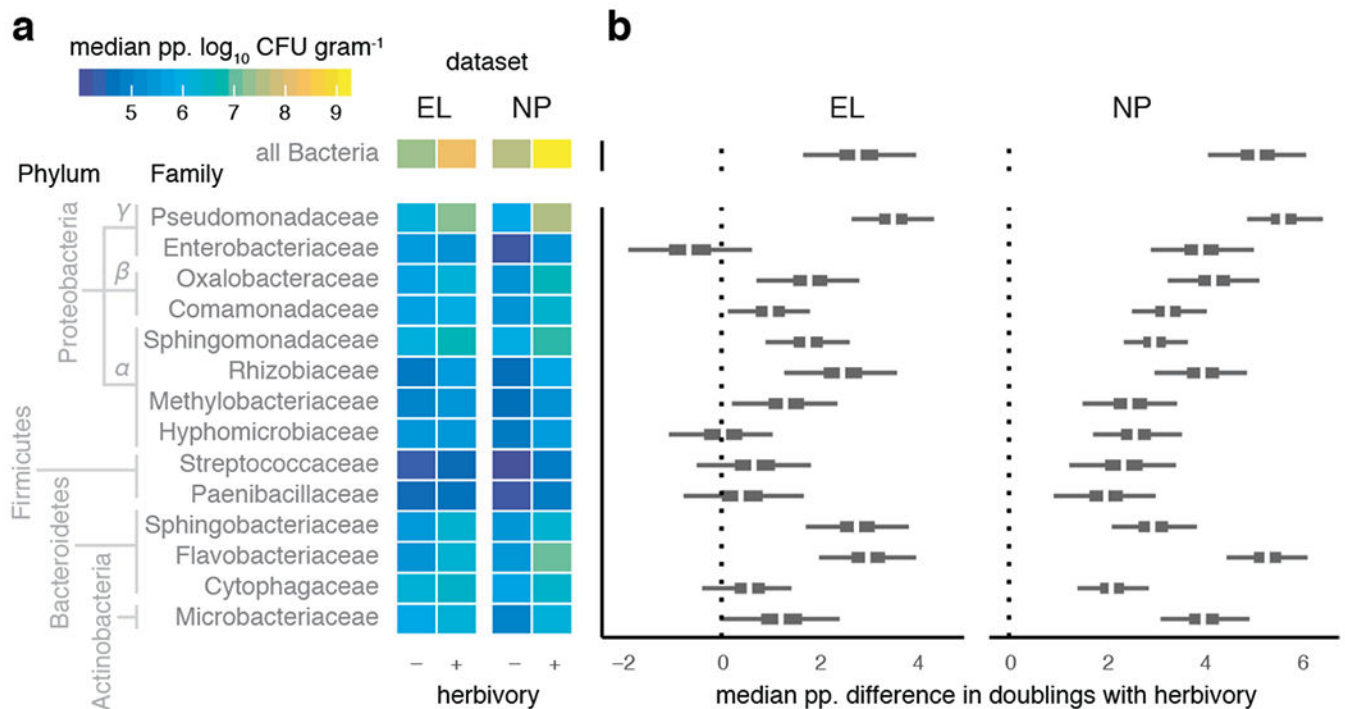 a
b
median pp. log10 CFU gram-1
5 6 7 8 9
dataset
EL NP
EL NP
all Bacteria
Phylum Family
Proteobacteria
γ
β
α
Firmicutes
Bacteroidetes
Actinobacteria
Pseudomonadaceae
Enterobacteriaceae
Oxalobacteraceae
Comamonadaceae
Sphingomonadaceae
Rhizobiaceae
Methylobacteriaceae
Hyphomicrobiaceae
Streptococcaceae
Paenibacillaceae
Sphingobacteriaceae
Flavobacteriaceae
Cytophagaceae
Microbacteriaceae
− + − +
herbivory
−2 0 2 4
0 2 4 6
median pp. difference in doublings with herbivory